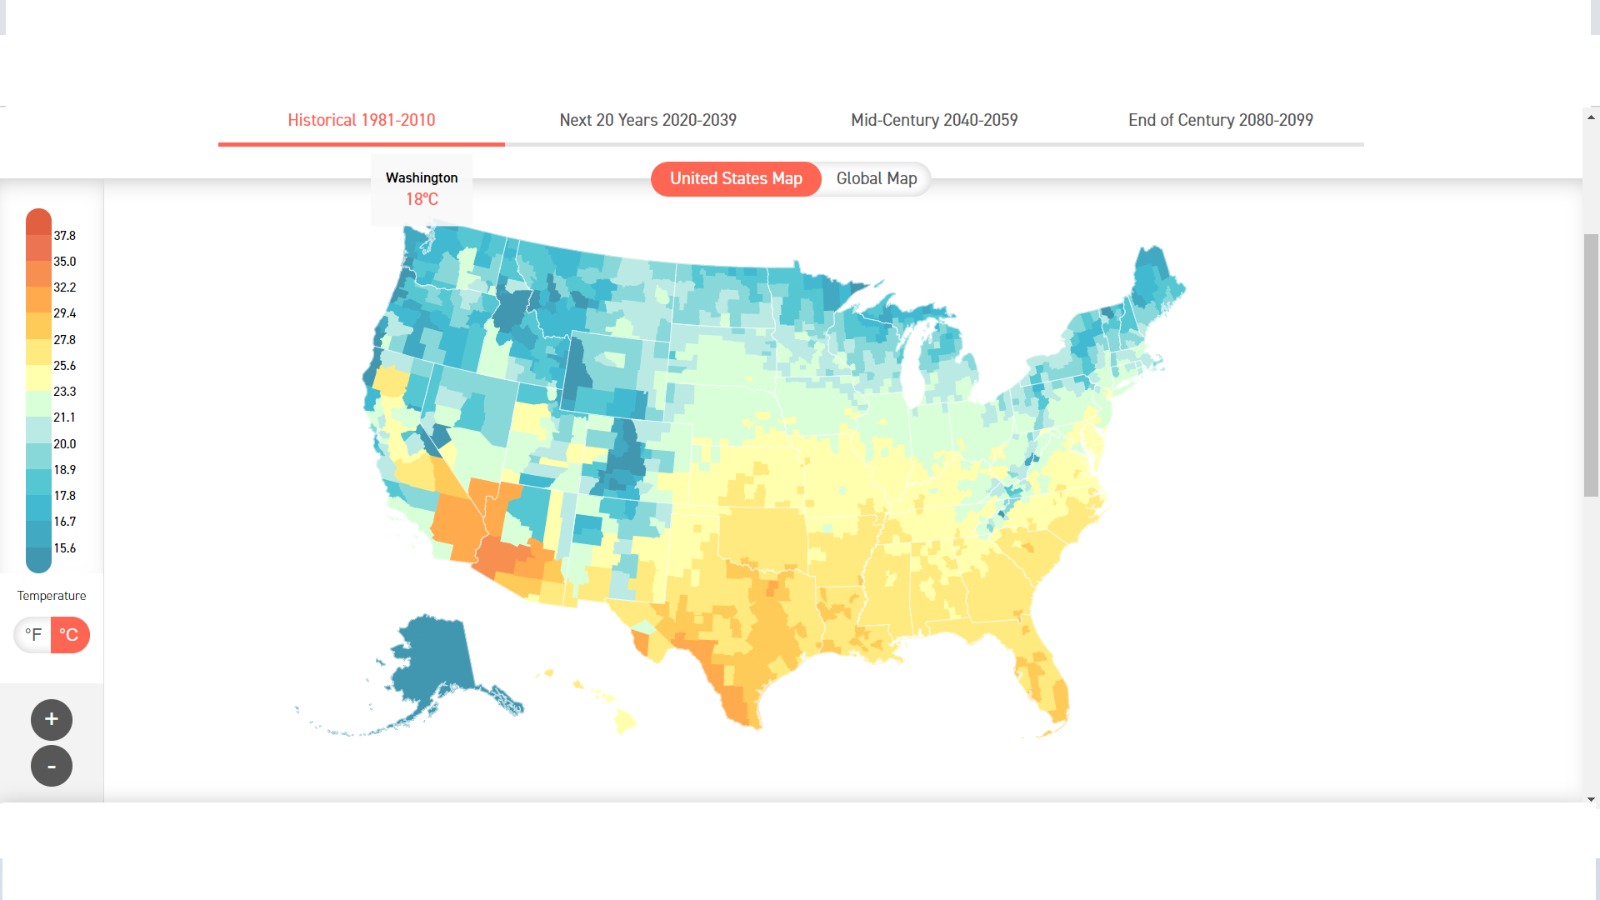 Historical 1981-2010
Next 20 Years 2020-2039
Mid-Century 2040-2059
End of Century 2080-2099
Washington
18°C
United States Map
Global Map
37.8
35.0
32.2
29.4
27.8
25.6
23.3
21.1
20.0
18.9
17.8
16.7
15.6
Temperature
°F
°C
+
-